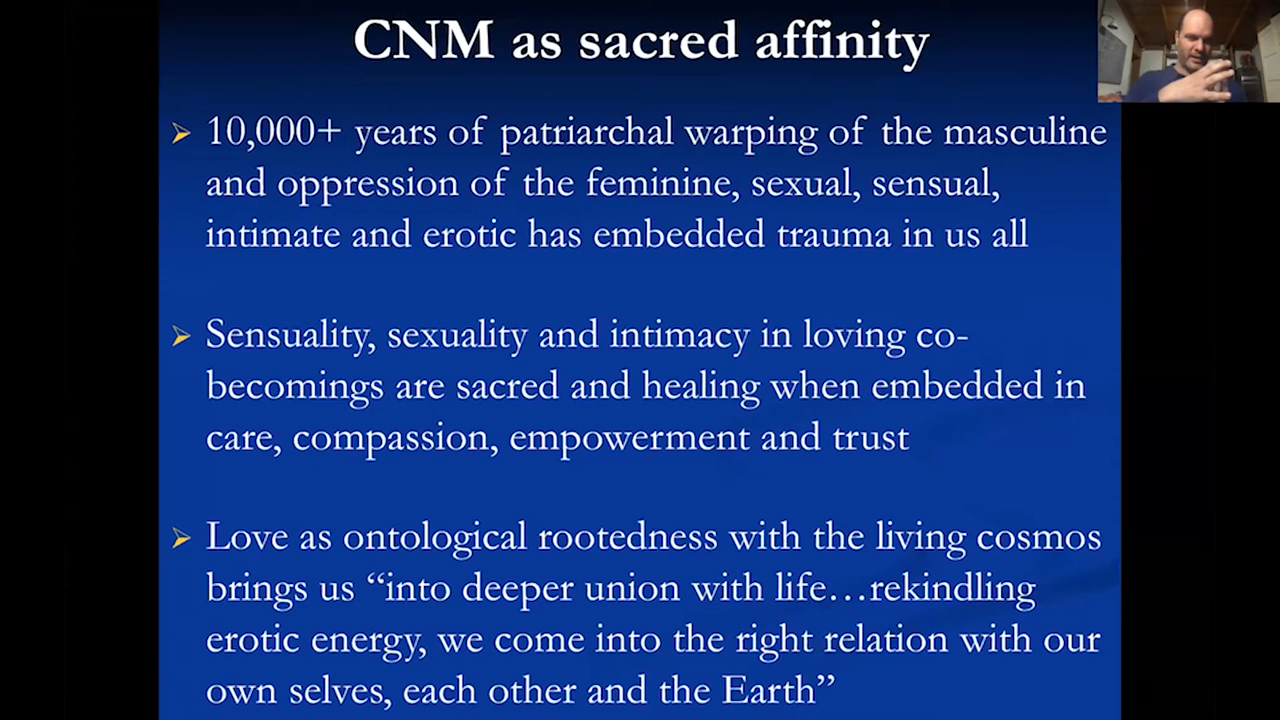 CNM as sacred affinity
10,000+ years of patriarchal warping of the masculine
and oppression of the feminine, sexual, sensual,
intimate and erotic has embedded trauma in us all
Sensuality, sexuality and intimacy in loving co-
becomings are sacred and healing when embedded in
care, compassion, empowerment and trust
Love as ontological rootedness with the living cosmos
brings us “into deeper union with life…rekindling
erotic energy, we come into the right relation with our
own selves, each other and the Earth”